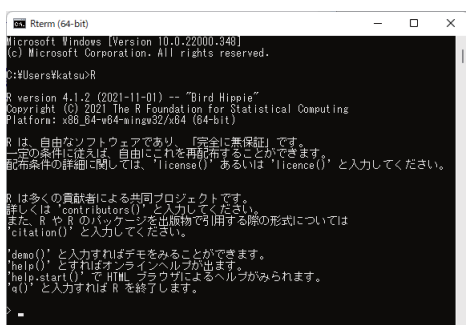 Rterm (64-bit)
Microsoft Windows [Version 10.0.22000.348]
(c) Microsoft Corporation. All rights reserved.
C:¥Users¥katsu>R
R version 4.1.2 (2021-11-01) -- "Bird Hippie"
Copyright (C) 2021 The R Foundation for Statistical Computing
Platform: x86_64-w64-mingw32/x64 (64-bit)
R は、自由なソフトウェアであり、「完全に無保証」です。
一定の条件に従えば、自由にこれを再配布することができます。
配布条件の詳細に関しては、'license()' あるいは 'licence()' と入力してください。
R は多くの貢献者による共同プロジェクトです。
詳しくは 'contributors()' と入力してください。
また、R や R のパッケージを出版物で引用する際の形式については
'citation()' と入力してください。
'demo()' と入力すればデモをみることができます。
'help()' とすればオンラインヘルプが出ます。
'help.start()' で HTML ブラウザによるヘルプがみられます。
'q()' と入力すれば R を終了します。
>